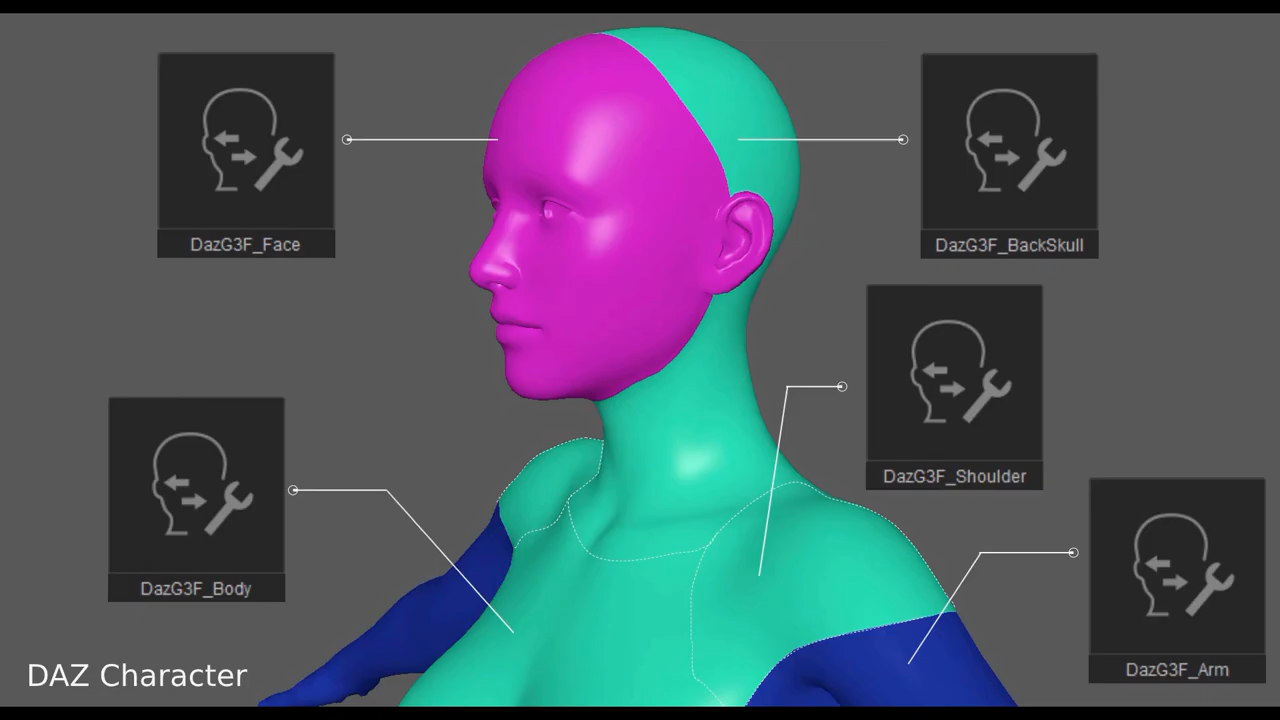 DazG3F_Face
DazG3F_BackSkull
DazG3F_Shoulder
DazG3F_Body
DazG3F_Arm
DAZ Character